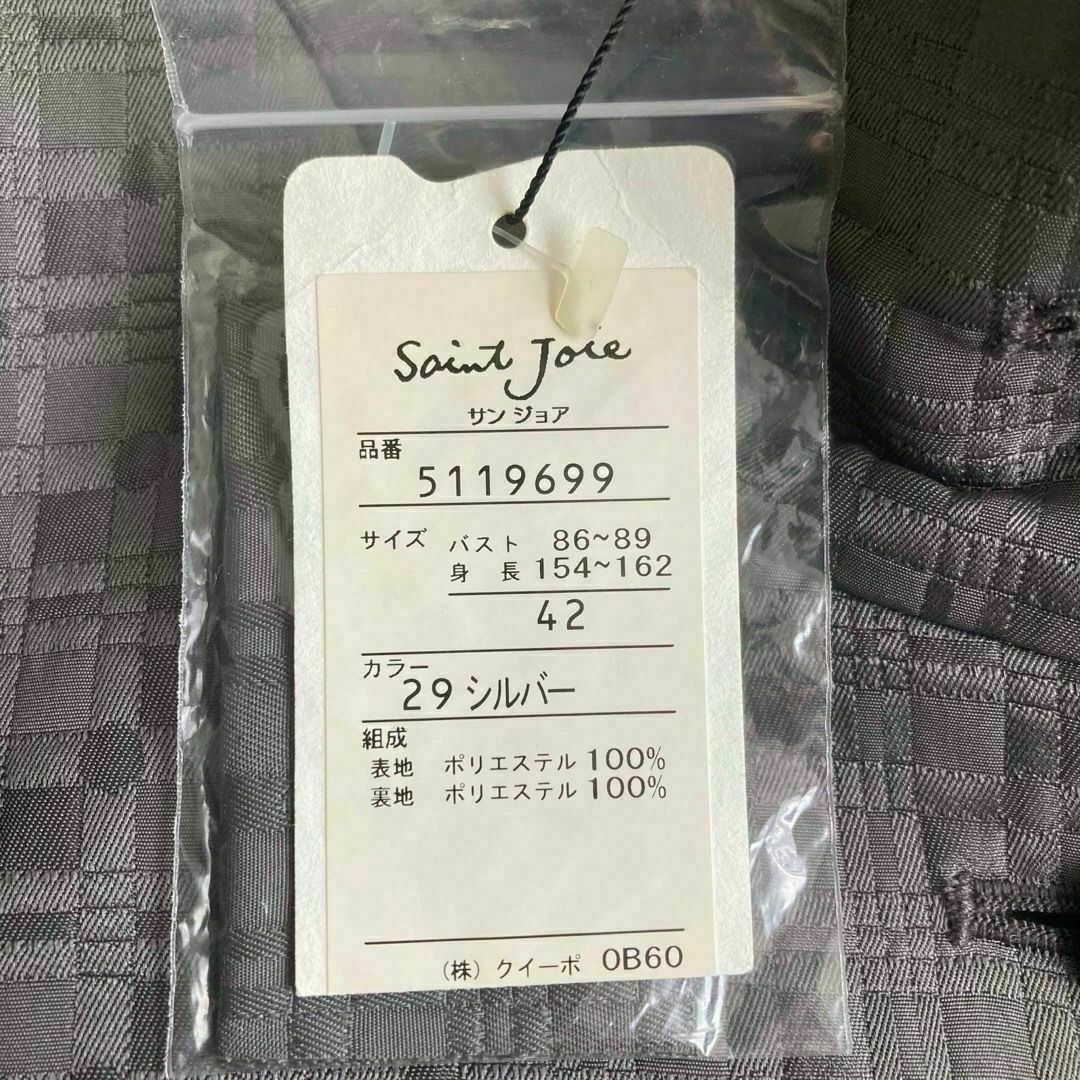 Saint Joie
サンジョア
品番
5119699
サイズ バスト 86~89
身長 154~162
42
カラー
29 シルバー
組成
表地 ポリエステル 100%
裏地 ポリエステル 100%
(株) クイーポ 0B60